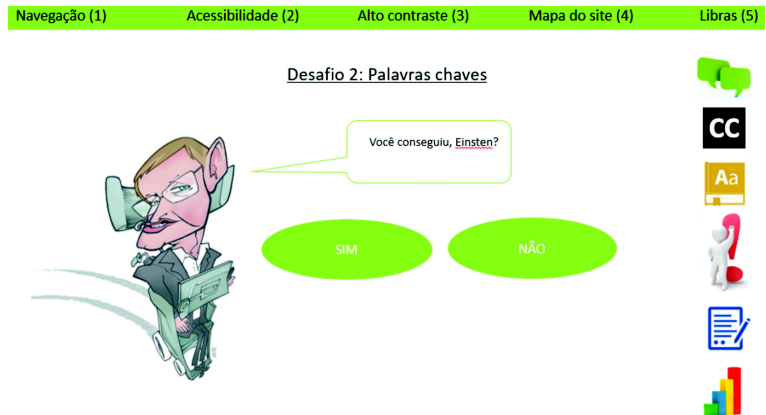 Navegação (1) Acessibilidade (2) Alto contraste (3) Mapa do site (4) Libras (5)
Desafio 2: Palavras chaves
Você conseguiu, Einsten?
SIM NÃO
CC
Aa